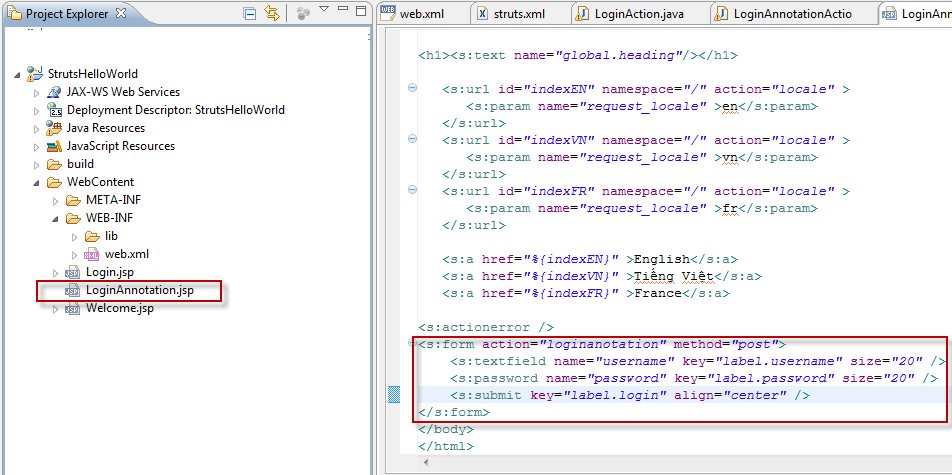 Project Explorer
StrutsHelloWorld
JAX-WS Web Services
Deployment Descriptor: StrutsHelloWorld
Java Resources
JavaScript Resources
build
WebContent
META-INF
WEB-INF
lib
web.xml
Login.jsp
LoginAnnotation.jsp
Welcome.jsp
web.xml struts.xml LoginAction.java LoginAnnotationActio LoginAnn
<h1><s:text name="global.heading"/></h1>
<s:url id="indexEN" namespace="/" action="locale" >
<s:param name="request_locale" >en</s:param>
</s:url>
<s:url id="indexVN" namespace="/" action="locale" >
<s:param name="request_locale" >vn</s:param>
</s:url>
<s:url id="indexFR" namespace="/" action="locale" >
<s:param name="request_locale" >fr</s:param>
</s:url>
<s:a href="%{indexEN}" >English</s:a>
<s:a href="%{indexVN}" >Tiếng Việt</s:a>
<s:a href="%{indexFR}" >France</s:a>
<s:actionerror />
<s:form action="loginanotation" method="post">
<s:textfield name="username" key="label.username" size="20" />
<s:password name="password" key="label.password" size="20" />
<s:submit key="label.login" align="center" />
</s:form>
</body>
</html>